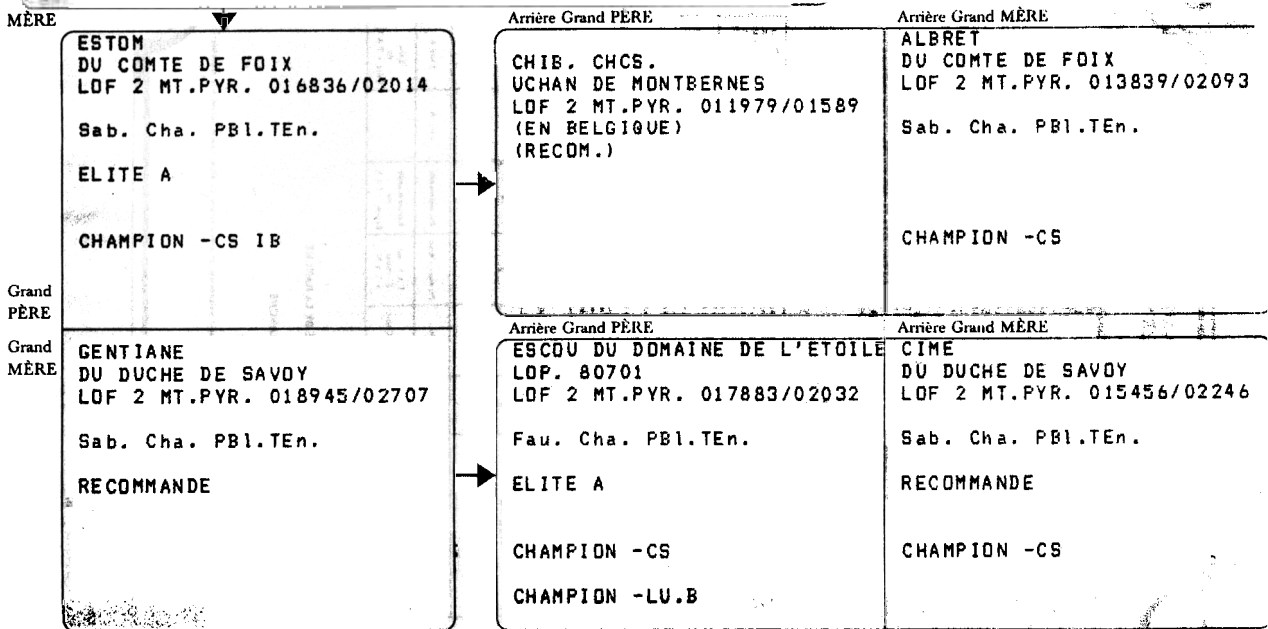 MÈRE
ESTOM
DU COMTE DE FOIX
LOF 2 MT.PYR. 016836/02014
Sab. Cha. PBl.TEn.
ELITE A
CHAMPION -CS IB
Grand
PÈRE
Arrière Grand PÈRE
CHIB. CHCS.
UCHAN DE MONTBERNES
LOF 2 MT.PYR. 011979/01589
(EN BELGIQUE)
(RECOM.)
Arrière Grand MÈRE
ALBRET
DU COMTE DE FOIX
LOF 2 MT.PYR. 013839/02093
Sab. Cha. PBl.TEn.
CHAMPION -CS
Grand
MÈRE
GENTIANE
DU DUCHE DE SAVOY
LOF 2 MT.PYR. 018945/02707
Sab. Cha. PBl.TEn.
RECOMMANDE
Arrière Grand PÈRE
ESCOU DU DOMAINE DE L'ETOILE
LOP. 80701
LOF 2 MT.PYR. 017883/02032
Fau. Cha. PBl.TEn.
ELITE A
CHAMPION -CS
CHAMPION -LU.B
Arrière Grand MÈRE
CIME
DU DUCHE DE SAVOY
LOF 2 MT.PYR. 015456/02246
Sab. Cha. PBl.TEn.
RECOMMANDE
CHAMPION -CS